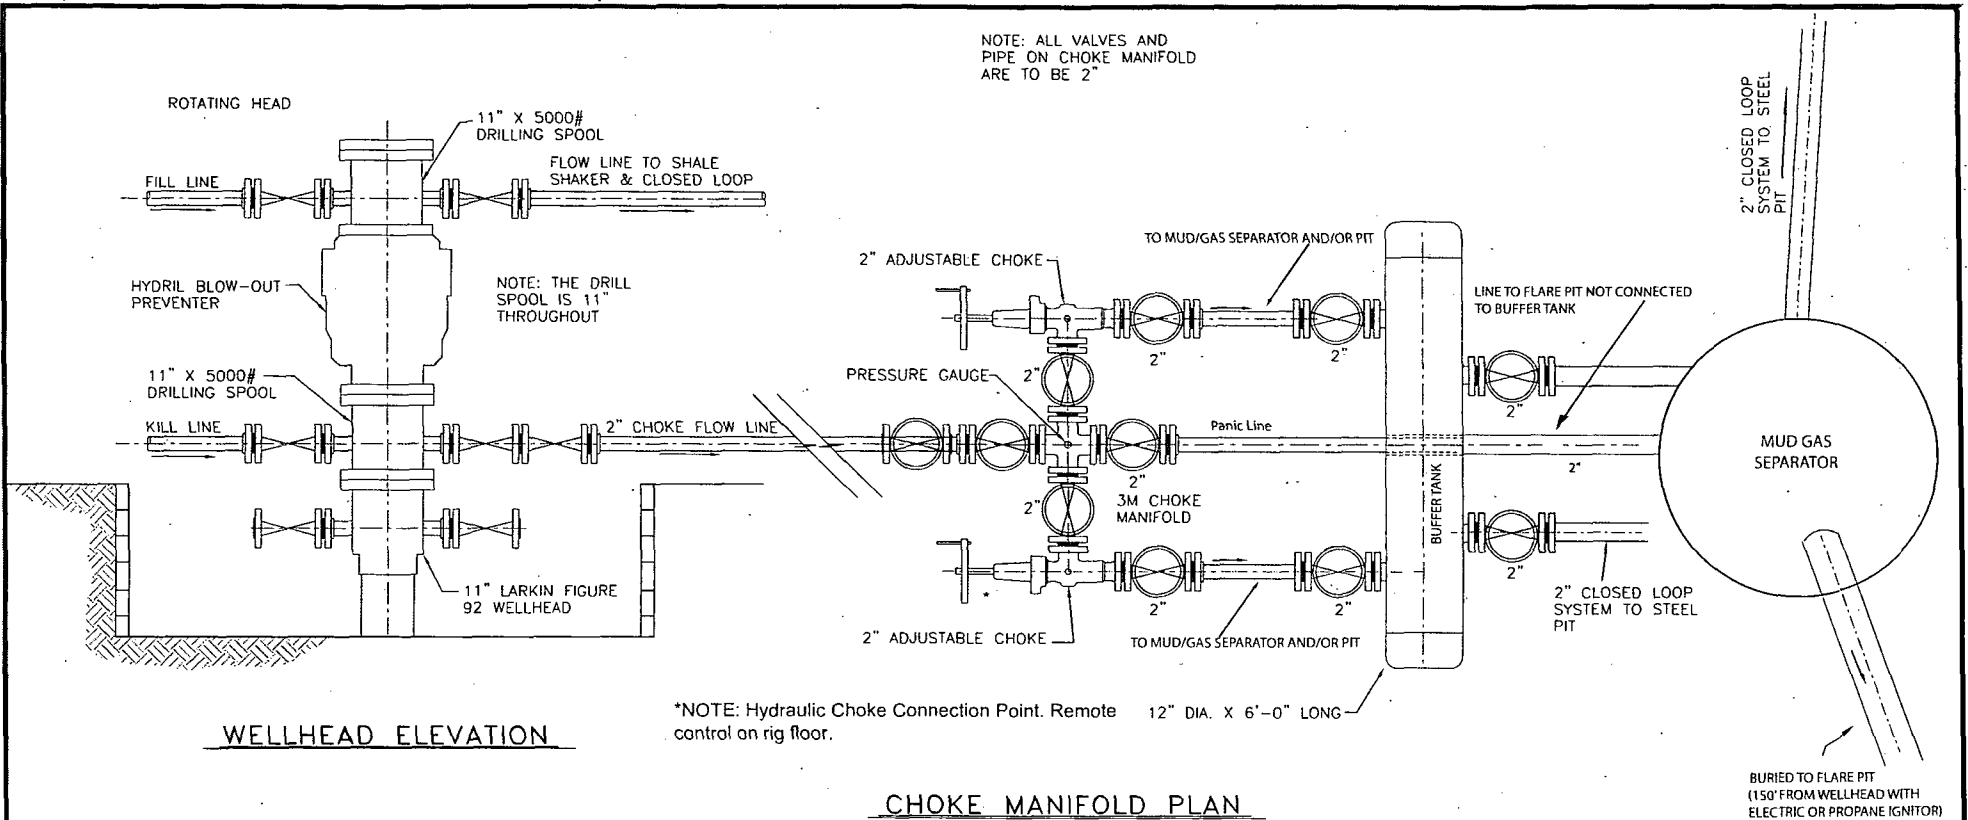 NOTE: ALL VALVES AND
PIPE ON CHOKE MANIFOLD
ARE TO BE 2"
ROTATING HEAD
11" X 5000#
DRILLING SPOOL
FILL LINE
FLOW LINE TO SHALE
SHAKER & CLOSED LOOP
HYDRIL BLOW-OUT
PREVENTER
NOTE: THE DRILL
SPOOL IS 11"
THROUGHOUT
11" X 5000#
DRILLING SPOOL
KILL LINE
2" CHOKE FLOW LINE
11" LARKIN FIGURE
92 WELLHEAD
WELLHEAD ELEVATION
2" ADJUSTABLE CHOKE
TO MUD/GAS SEPARATOR AND/OR PIT
2"
2"
2"
PRESSURE GAUGE
Panic Line
2"
3M CHOKE
MANIFOLD
2"
2"
2"
*
2" ADJUSTABLE CHOKE
TO MUD/GAS SEPARATOR AND/OR PIT
BUFFER TANK
12" DIA. X 6'-0" LONG
*NOTE: Hydraulic Choke Connection Point. Remote
control on rig floor.
CHOKE MANIFOLD PLAN
LINE TO FLARE PIT NOT CONNECTED
TO BUFFER TANK
2"
2"
2"
2" CLOSED LOOP
SYSTEM TO STEEL
PIT
2" CLOSED LOOP
SYSTEM TO STEEL
PIT
MUD GAS
SEPARATOR
BURIED TO FLARE PIT
(150' FROM WELLHEAD WITH
ELECTRIC OR PROPANE IGNITOR)